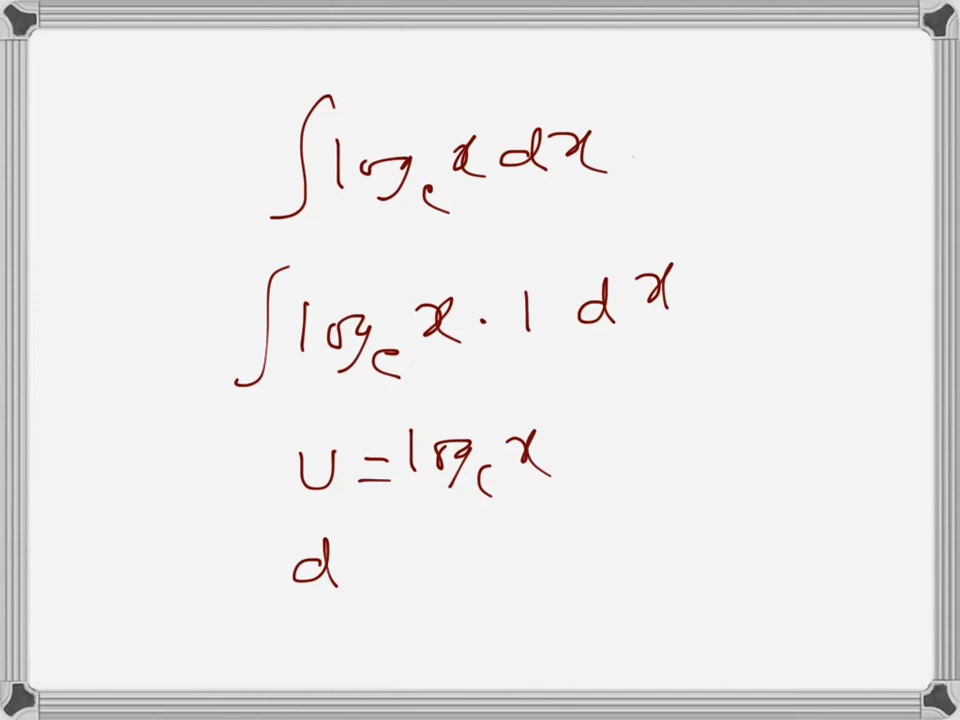 ∫ log_e x dx
∫ log_e x · 1 dx
U = log_e x
d